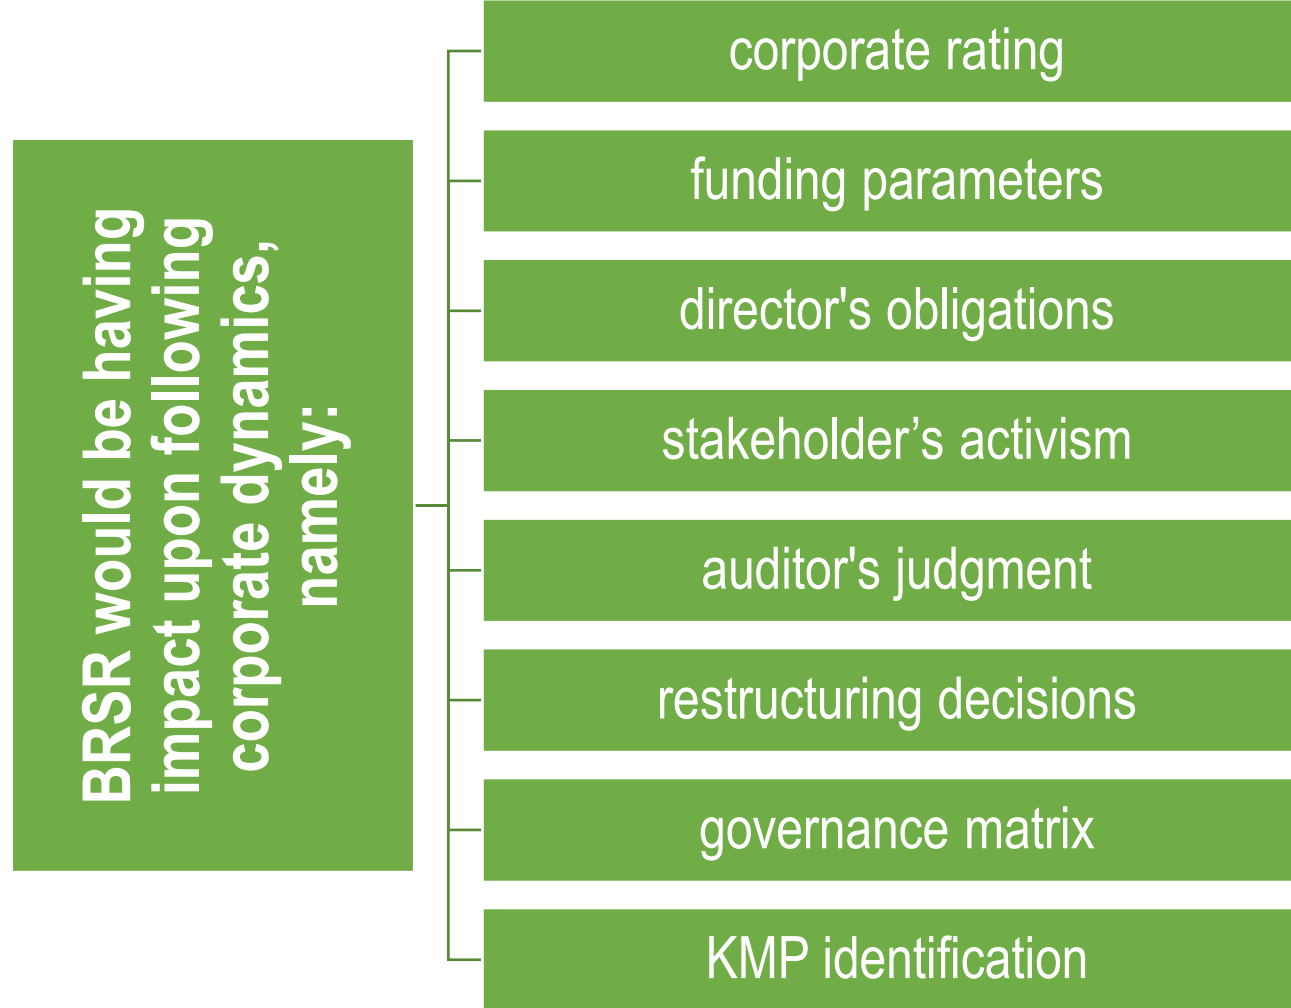 BRSR would be having
impact upon following
corporate dynamics,
namely:
corporate rating
funding parameters
director's obligations
stakeholder’s activism
auditor's judgment
restructuring decisions
governance matrix
KMP identification